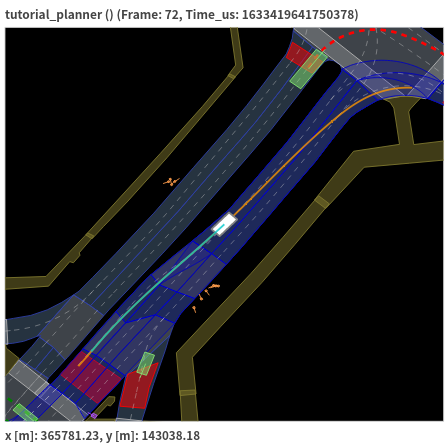 tutorial_planner () (Frame: 72, Time_us: 1633419641750378)
x [m]: 365781.23, y [m]: 143038.18